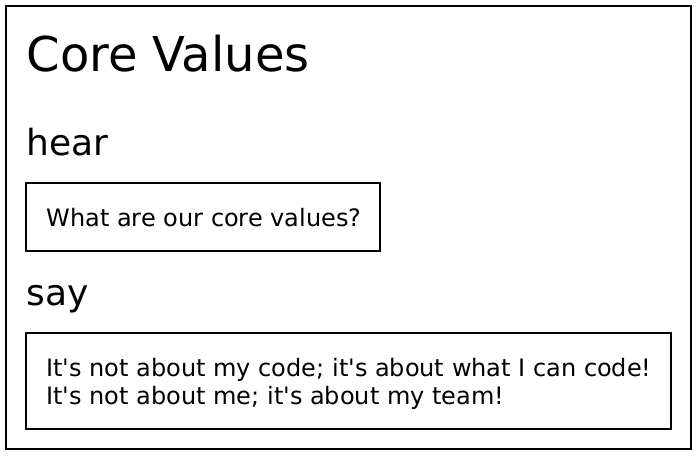 Core Values
hear
What are our core values?
say
It's not about my code; it's about what I can code!
It's not about me; it's about my team!